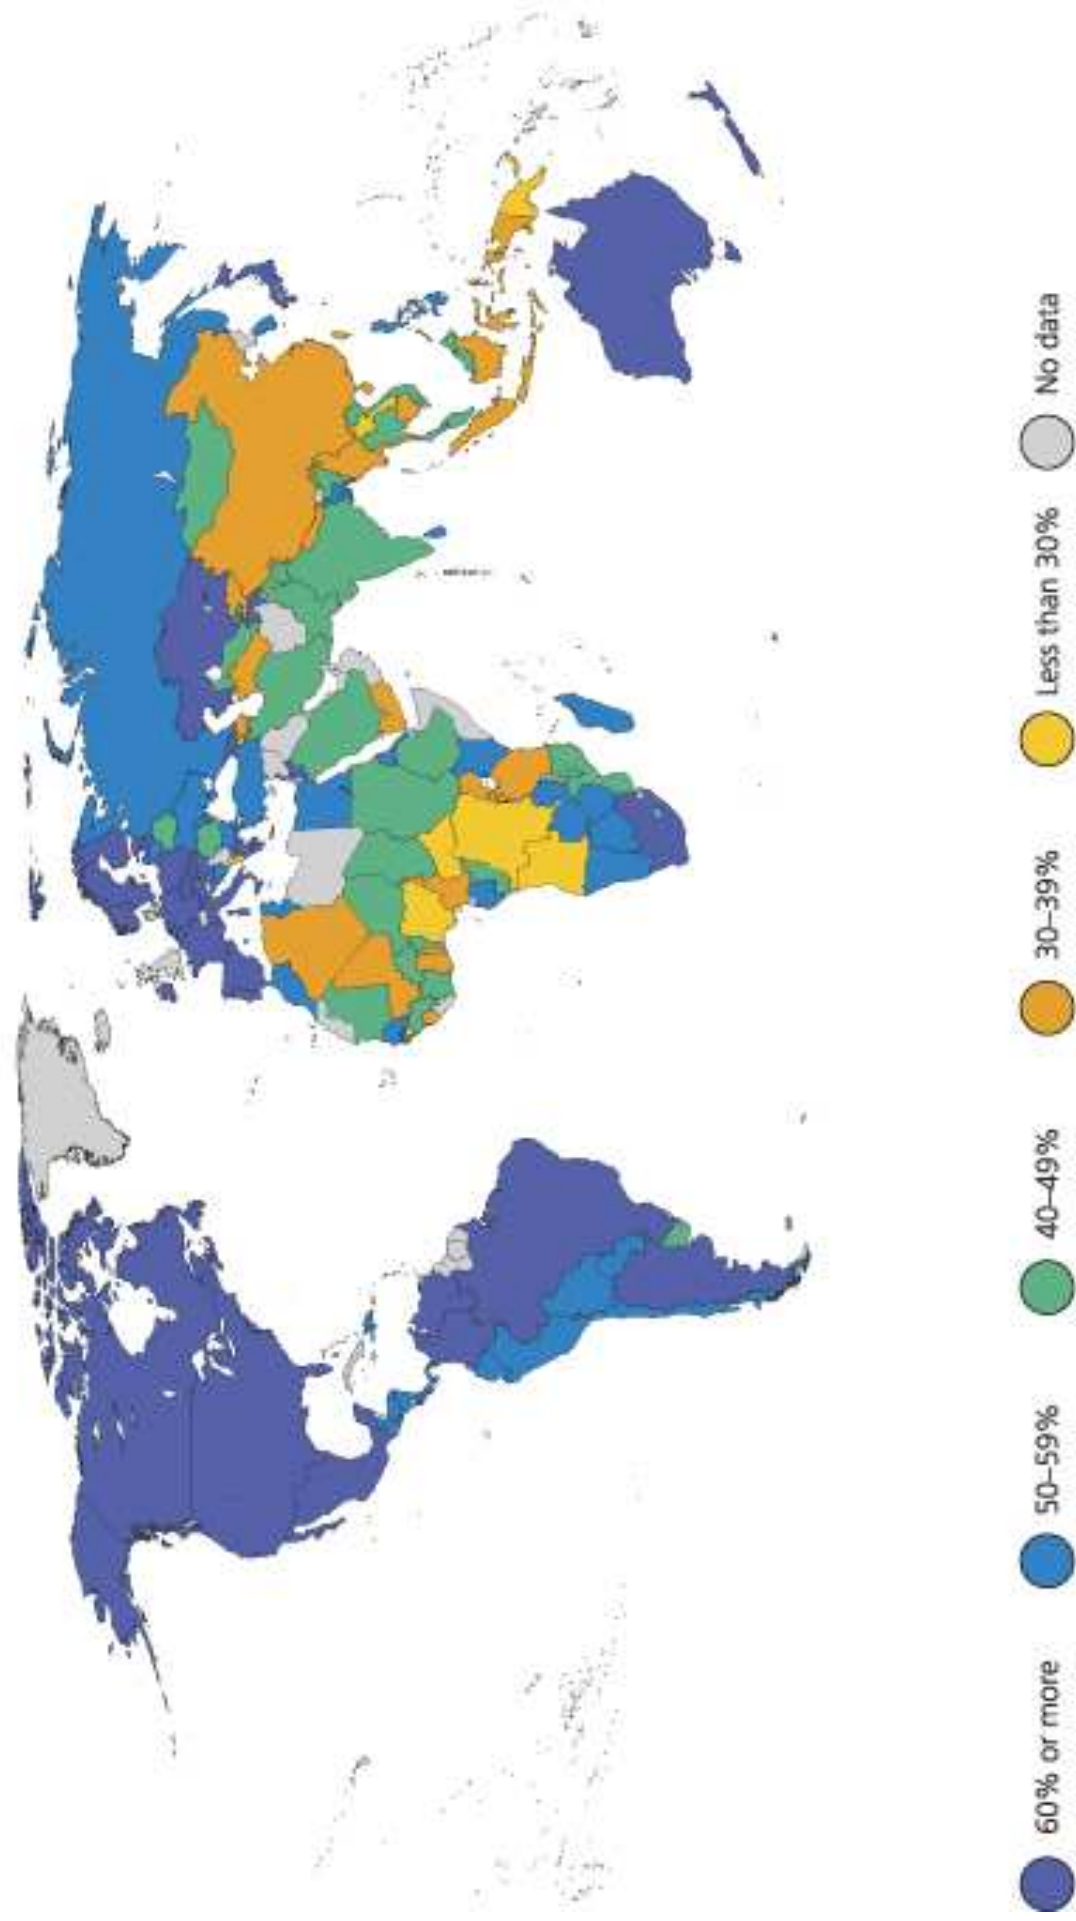 60% or more
50–59%
40–49%
30–39%
Less than 30%
No data